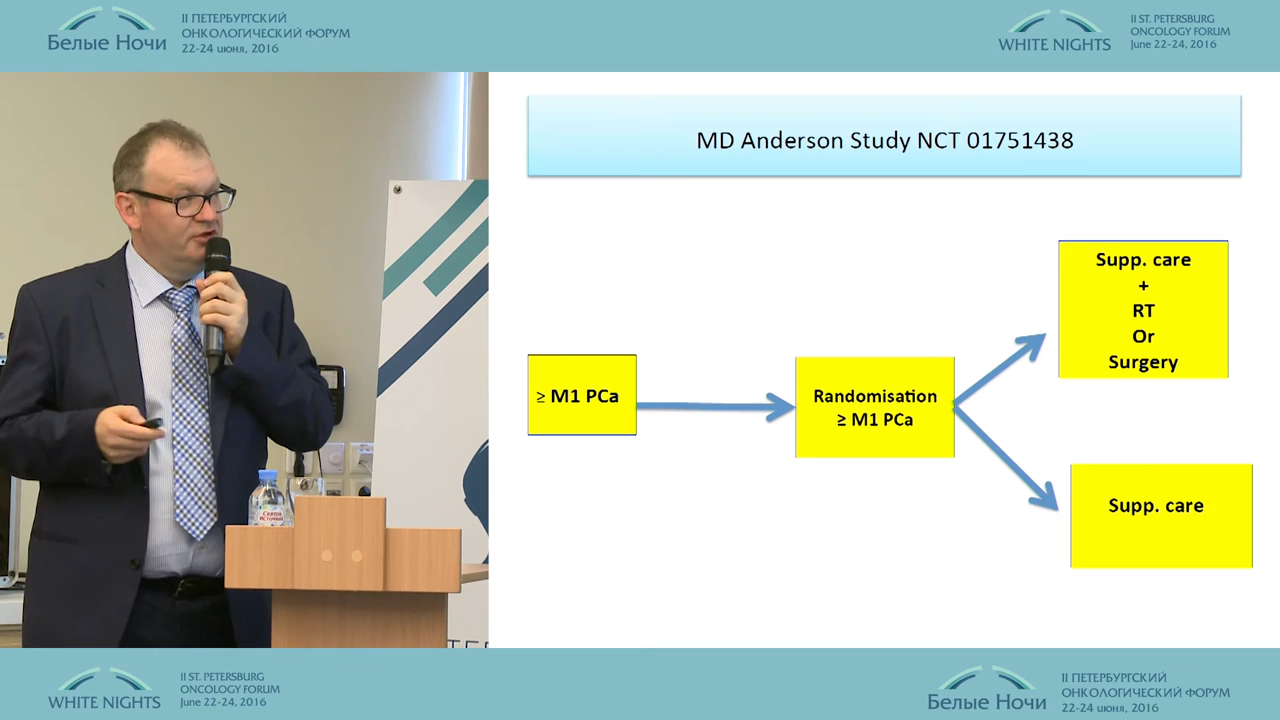 Белые Ночи
II ПЕТЕРБУРГСКИЙ
ОНКОЛОГИЧЕСКИЙ ФОРУМ
22-24 июня, 2016
WHITE NIGHTS
II ST. PETERSBURG
ONCOLOGY FORUM
June 22-24, 2016
MD Anderson Study NCT 01751438
≥ M1 PCa
Randomisation
≥ M1 PCa
Supp. care
+
RT
Or
Surgery
Supp. care
Святой
Источник
WHITE NIGHTS
II ST. PETERSBURG
ONCOLOGY FORUM
June 22-24, 2016
Белые Ночи
II ПЕТЕРБУРГСКИЙ
ОНКОЛОГИЧЕСКИЙ ФОРУМ
22-24 июня, 2016